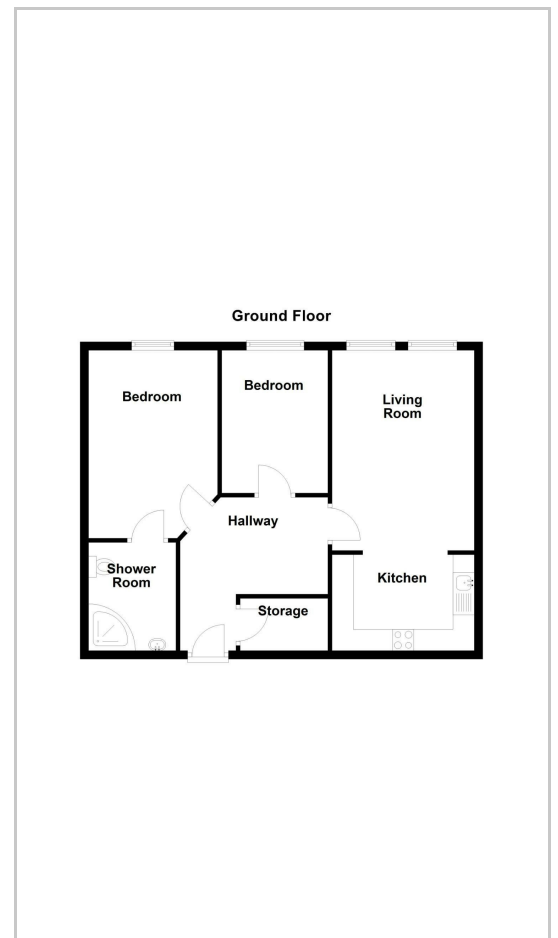 Ground Floor
Bedroom
Bedroom
Living
Room
Hallway
Shower
Room
Kitchen
Storage